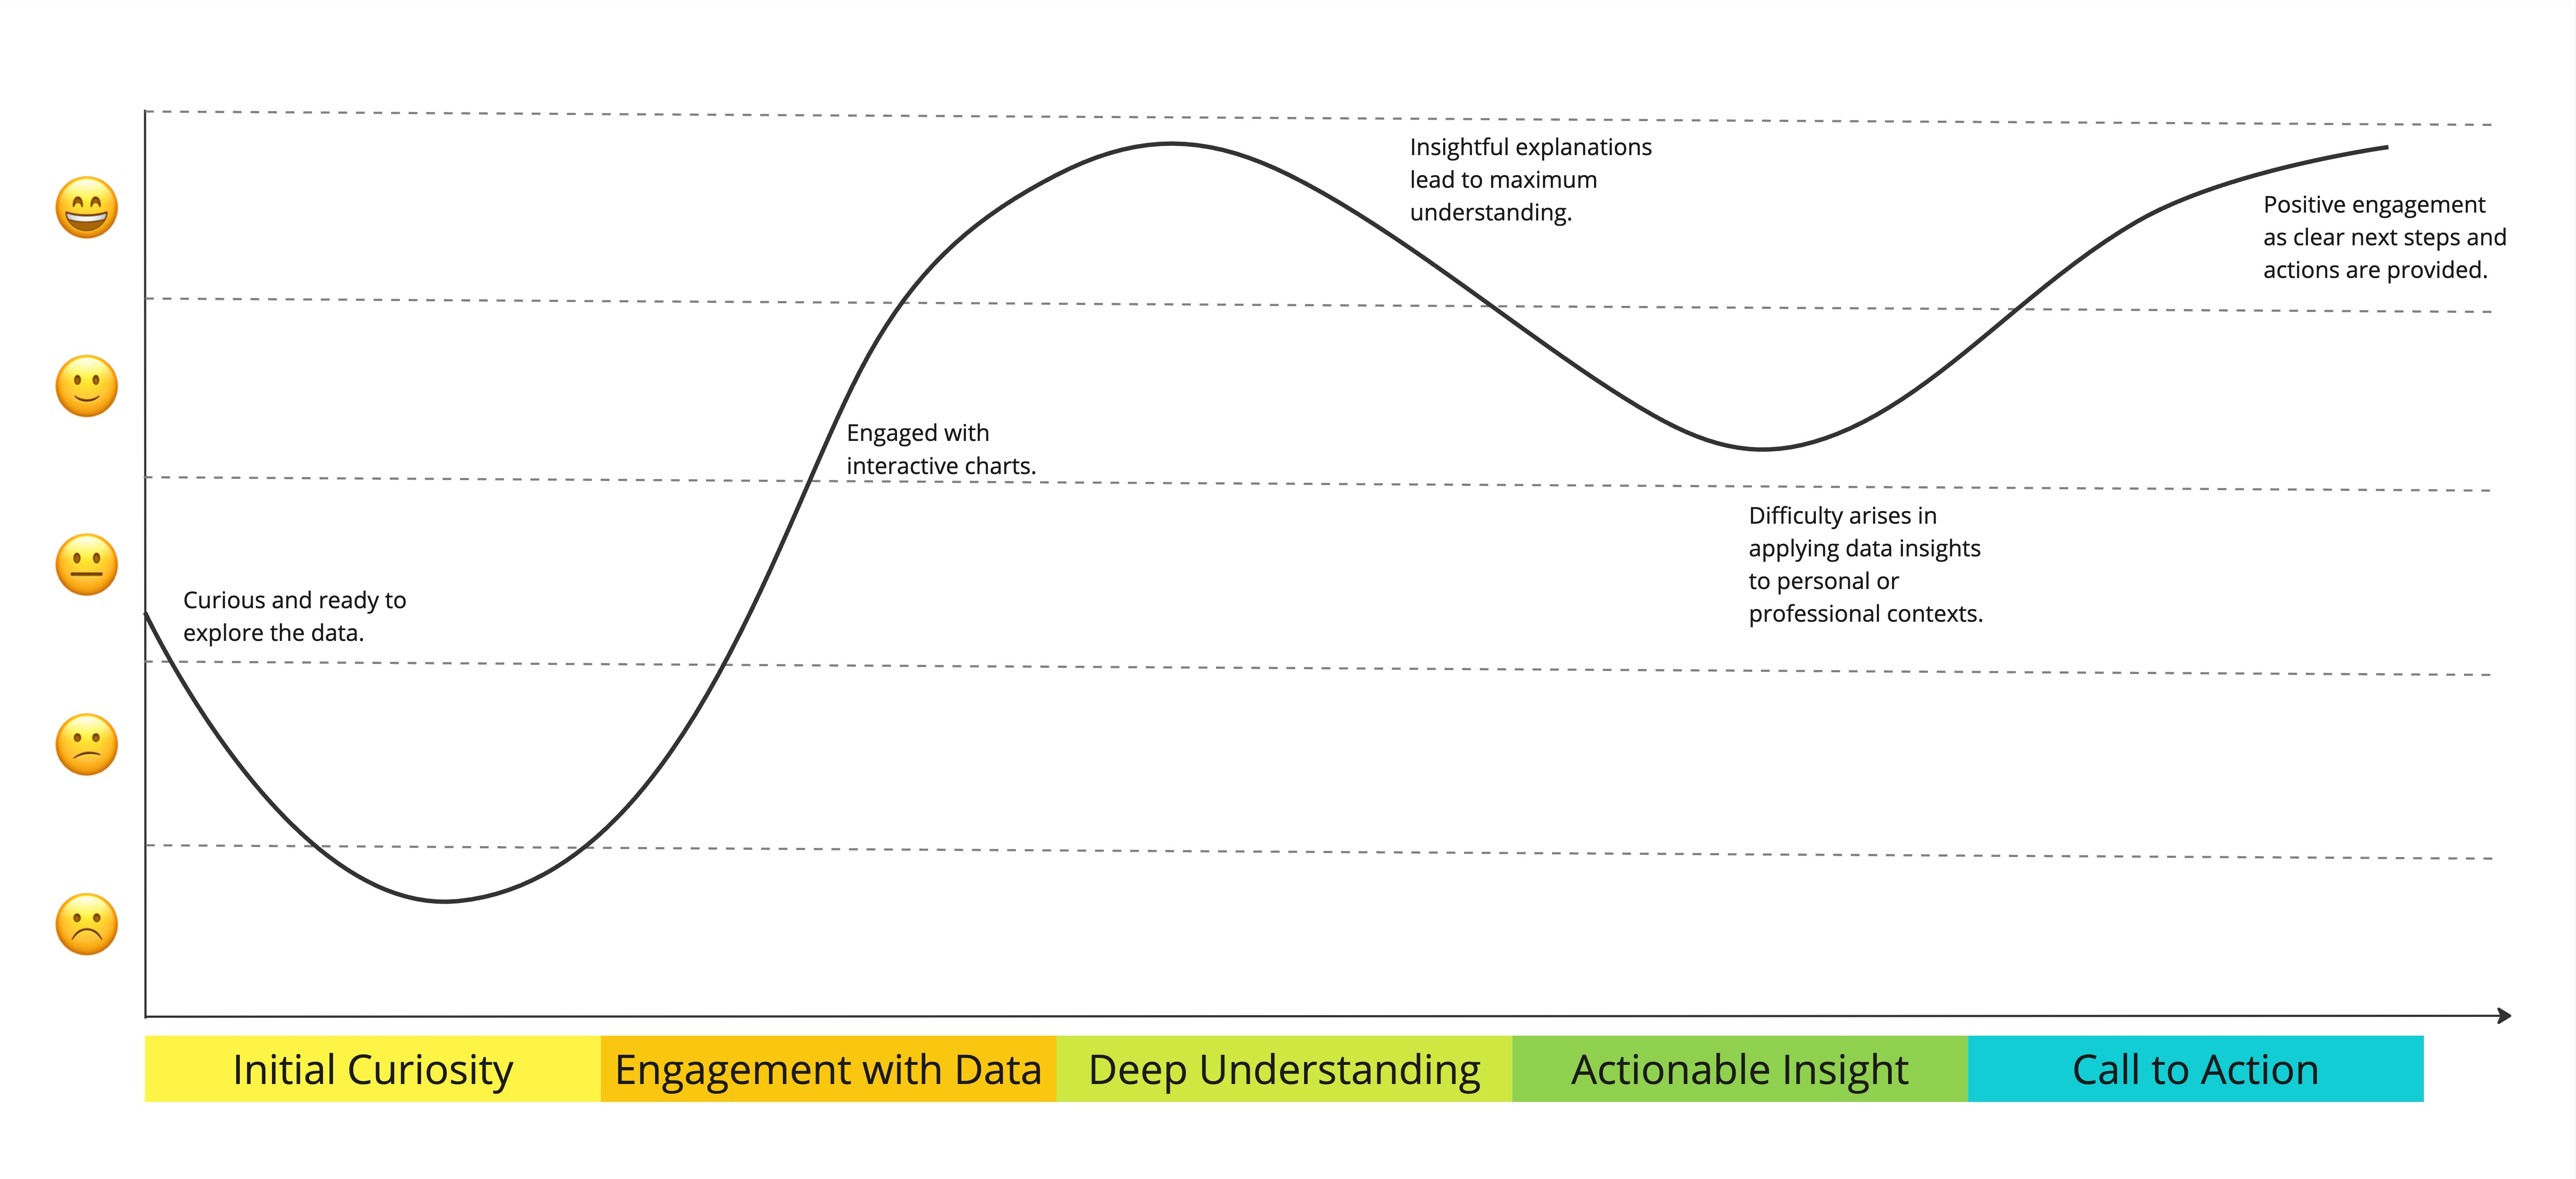 Insightful explanations
lead to maximum
understanding.
Positive engagement
as clear next steps and
actions are provided.
Engaged with
interactive charts.
Difficulty arises in
applying data insights
to personal or
professional contexts.
Curious and ready to
explore the data.
Initial Curiosity
Engagement with Data
Deep Understanding
Actionable Insight
Call to Action